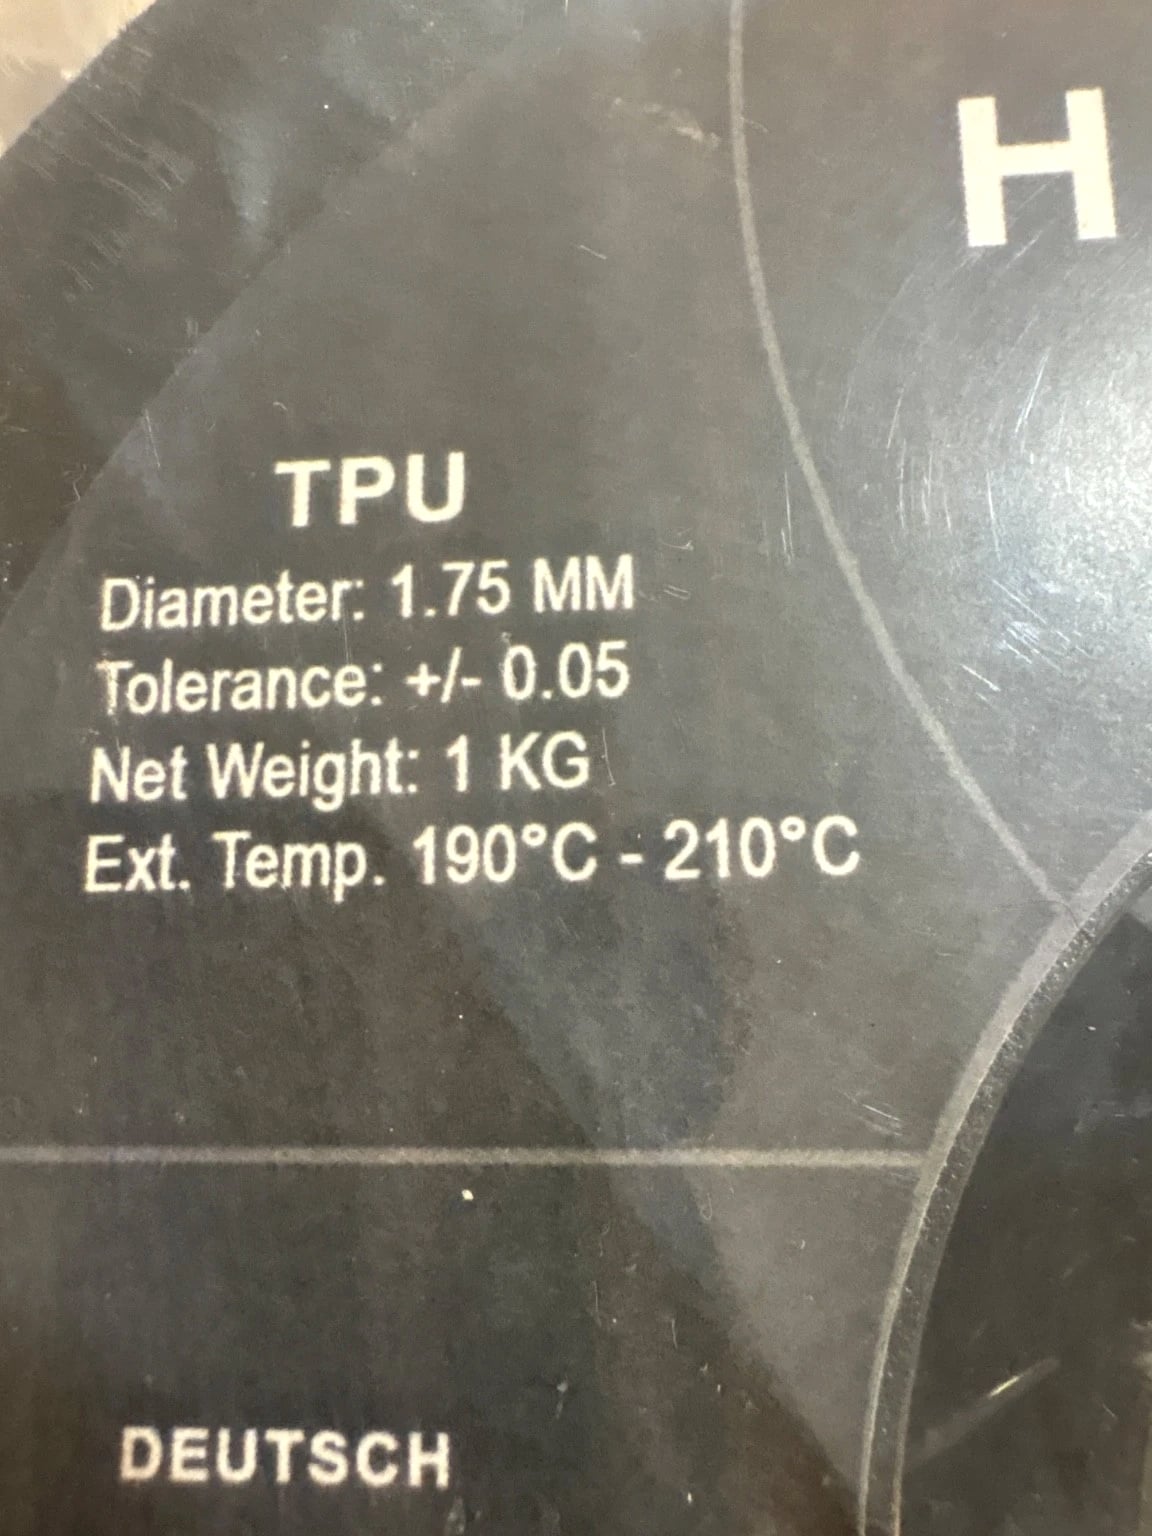 H
TPU
Diameter: 1.75 MM
Tolerance: +/- 0.05
Net Weight: 1 KG
Ext. Temp. 190°C - 210°C
DEUTSCH